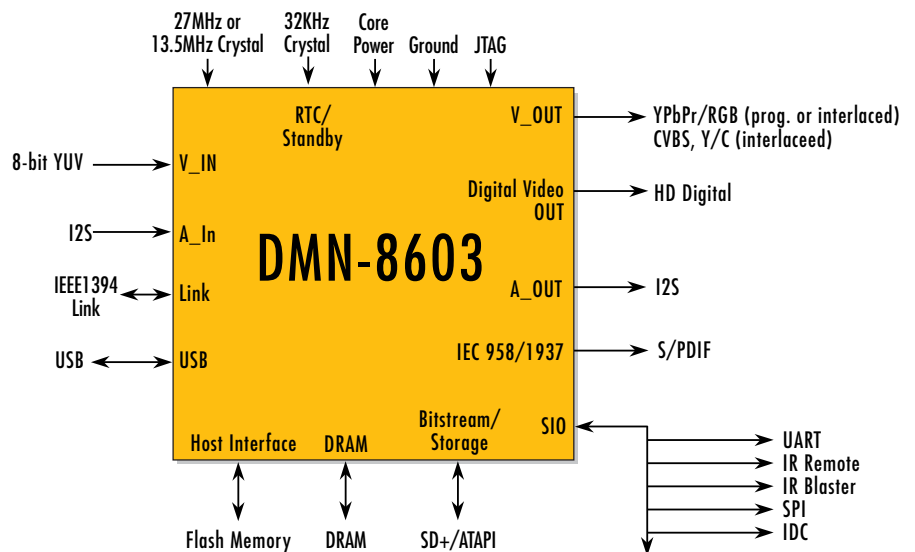 27MHz or
13.5MHz Crystal
32KHz
Crystal
Core
Power
Ground
JTAG
RTC/
Standby
V_OUT
YPbPr/RGB (prog. or interlaced)
CVBS, Y/C (interlaceed)
8-bit YUV
V_IN
Digital Video
OUT
HD Digital
I2S
A_In
DMN-8603
IEEE1394
Link
Link
A_OUT
I2S
USB
USB
IEC 958/1937
S/PDIF
Host Interface
DRAM
Bitstream/
Storage
SIO
UART
IR Remote
IR Blaster
SPI
IDC
Flash Memory
DRAM
SD+/ATAPI